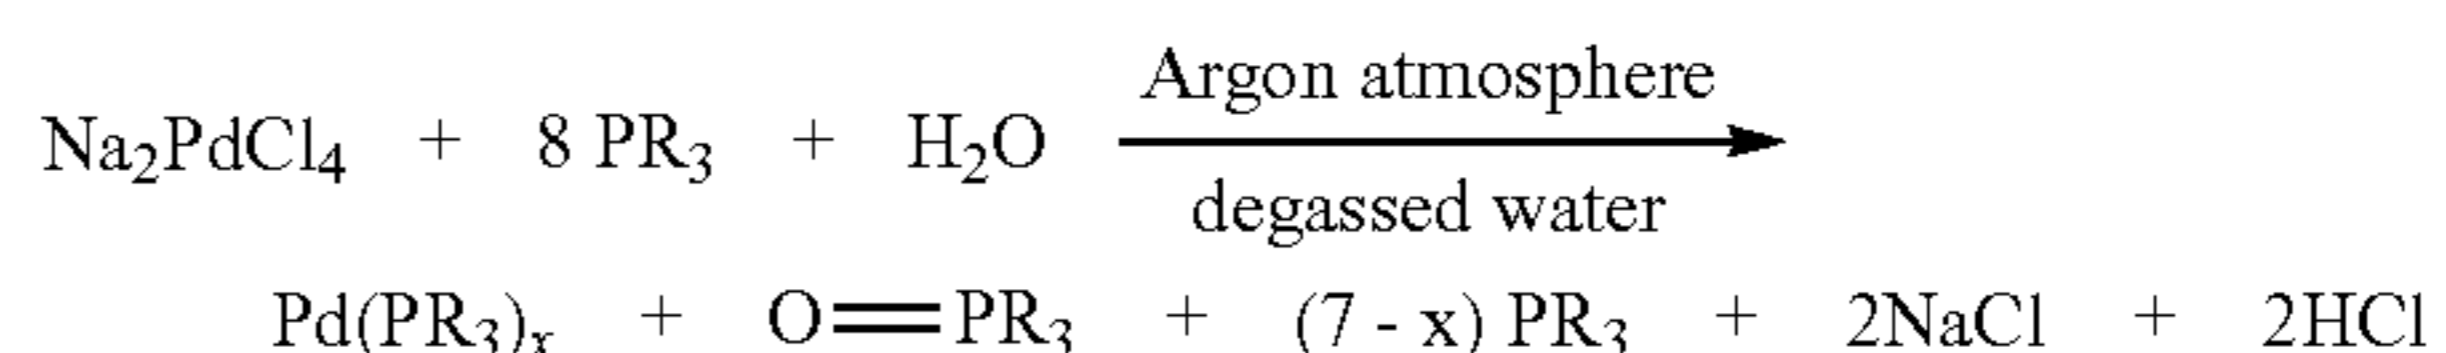 Argon atmosphere
Na₂PdCl₄ + 8 PR₃ + H₂O
degassed water
Pd(PR₃)ₓ + O=PR₃ + (7 - x) PR₃ + 2NaCl + 2HCl